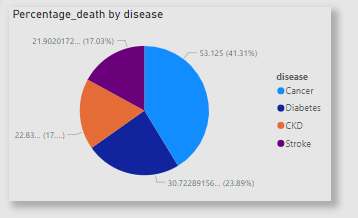 Percentage_death by disease
21.9020172... (17.03%)
53.125 (41.31%)
disease
Cancer
Diabetes
CKD
Stroke
22.83... (17....)
30.72289156... (23.89%)